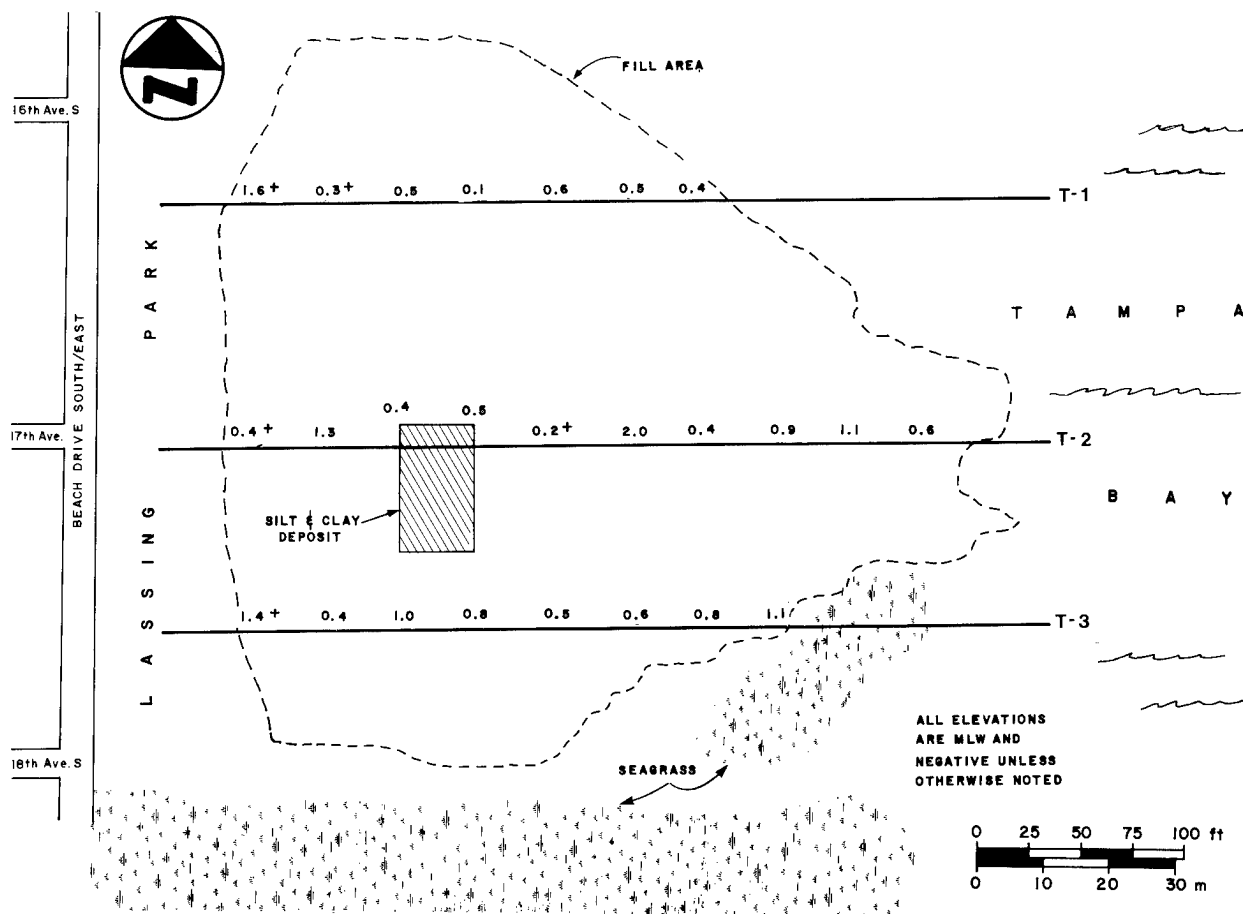 N
FILL AREA
16th Ave. S
1.6+ 0.3+ 0.5 0.1 0.6 0.5 0.4
T-1
LASSING PARK
TAMPA
BEACH DRIVE SOUTH/EAST
0.4 0.5
17th Ave.
0.4+ 1.3 0.2+ 2.0 0.4 0.9 1.1 0.6
T-2
BAY
SILT & CLAY
DEPOSIT
1.4+ 0.4 1.0 0.8 0.5 0.6 0.8 1.1
T-3
ALL ELEVATIONS
ARE MLW AND
NEGATIVE UNLESS
OTHERWISE NOTED
18th Ave. S
SEAGRASS
0 25 50 75 100 ft
0 10 20 30 m